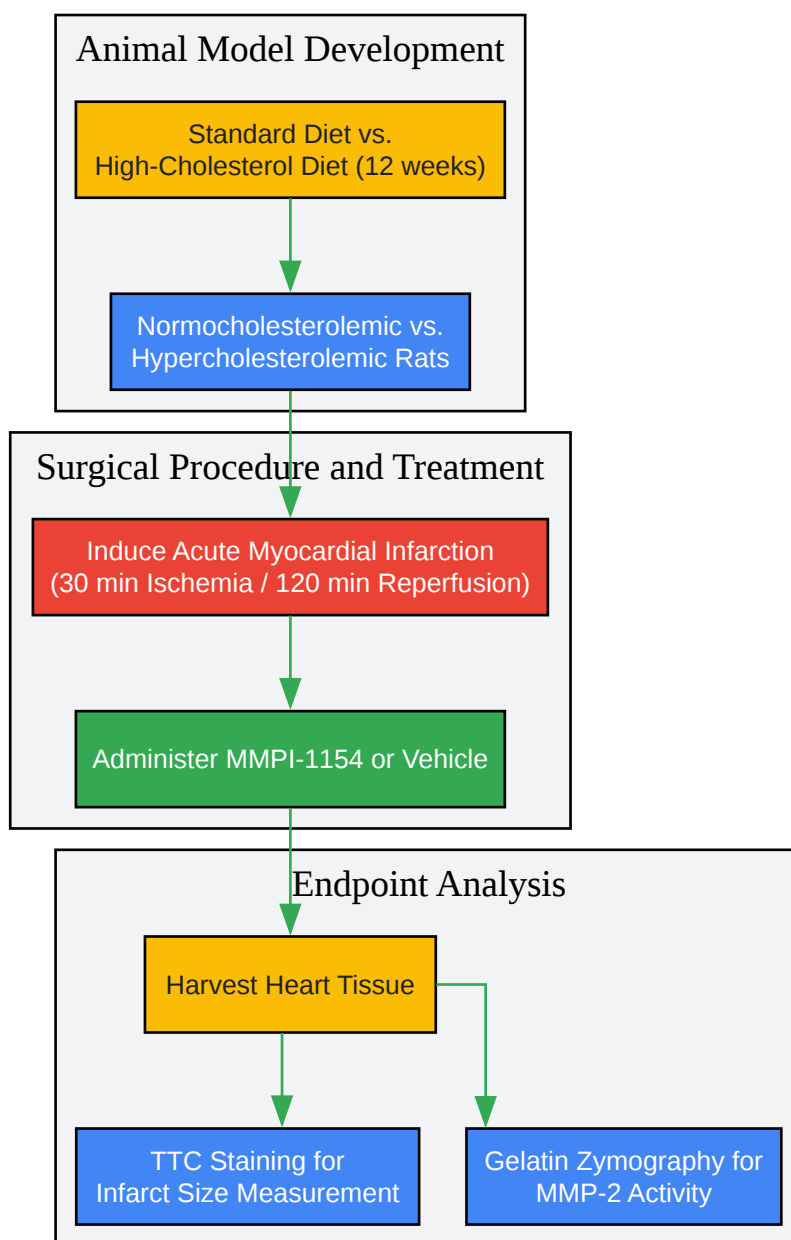 Animal Model Development
Standard Diet vs.
High-Cholesterol Diet (12 weeks)
Normocholesterolemic vs.
Hypercholesterolemic Rats
Surgical Procedure and Treatment
Induce Acute Myocardial Infarction
(30 min Ischemia / 120 min Reperfusion)
Administer MMPI-1154 or Vehicle
Endpoint Analysis
Harvest Heart Tissue
TTC Staining for
Infarct Size Measurement
Gelatin Zymography for
MMP-2 Activity